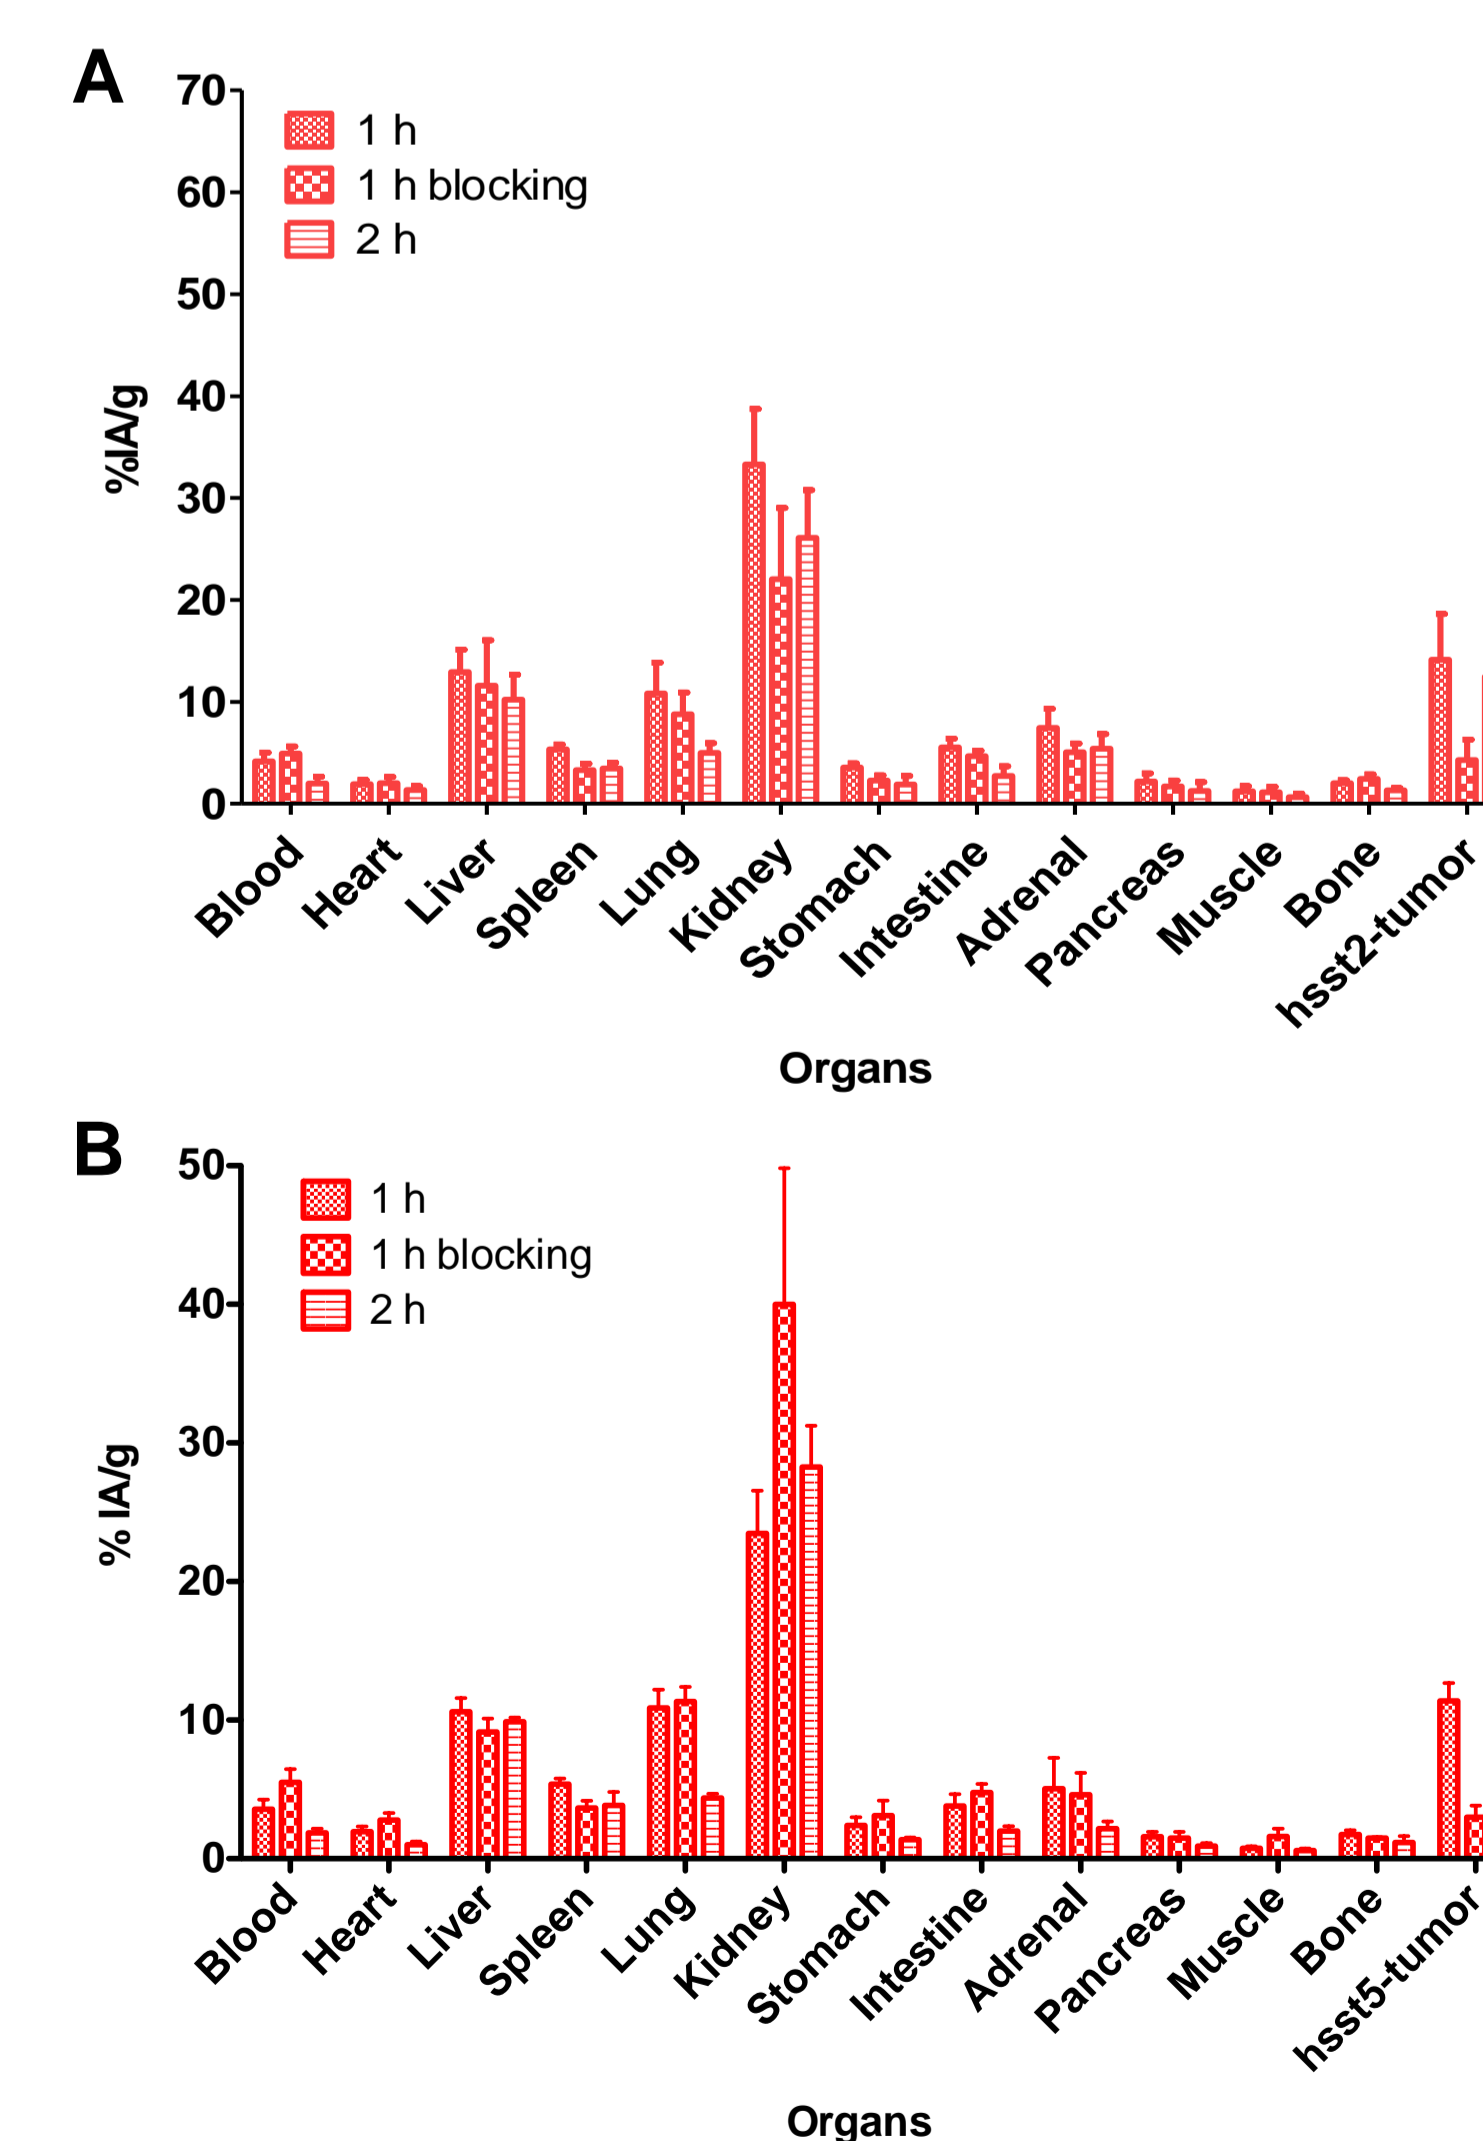 A
70
60
50
40
30
20
10
0
%IA/g
1 h
1 h blocking
2 h
Blood
Heart
Liver
Spleen
Lung
Kidney
Stomach
Intestine
Adrenal
Pancreas
Muscle
Bone
hsst2-tumor
Organs
B
50
40
30
20
10
0
% IA/g
1 h
1 h blocking
2 h
Blood
Heart
Liver
Spleen
Lung
Kidney
Stomach
Intestine
Adrenal
Pancreas
Muscle
Bone
hsst5-tumor
Organs